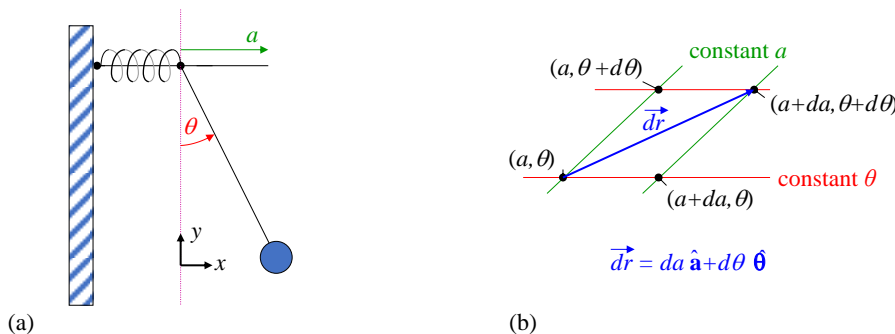 a
θ
y
x
(a)
constant a
(a,θ+dθ)
(a+da,θ+dθ)
dr
(a,θ)
constant θ
(a+da,θ)
dr = da â+dθ θ̂
(b)